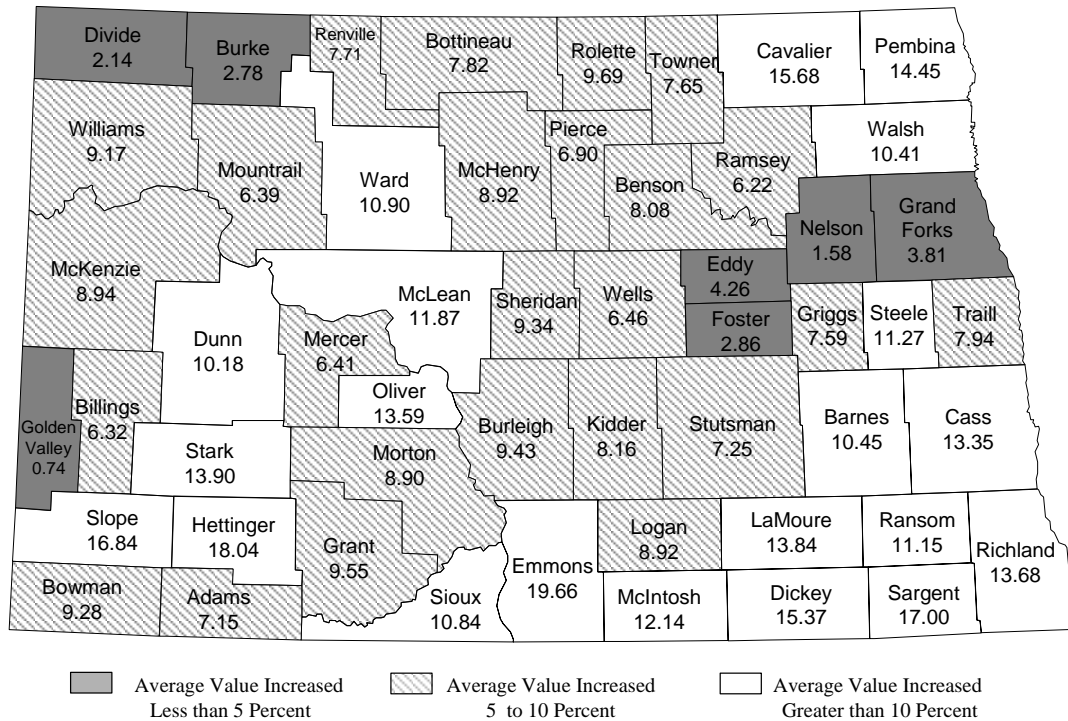 Divide
2.14
Burke
2.78
Renville
7.71
Bottineau
7.82
Rolette
9.69
Towner
7.65
Cavalier
15.68
Pembina
14.45
Williams
9.17
Mountrail
6.39
Ward
10.90
McHenry
8.92
Pierce
6.90
Benson
8.08
Ramsey
6.22
Walsh
10.41
Nelson
1.58
Grand
Forks
3.81
McKenzie
8.94
Dunn
10.18
Mercer
6.41
McLean
11.87
Sheridan
9.34
Wells
6.46
Eddy
4.26
Foster
2.86
Griggs
7.59
Steele
11.27
Traill
7.94
Golden
Valley
0.74
Billings
6.32
Stark
13.90
Oliver
13.59
Morton
8.90
Burleigh
9.43
Kidder
8.16
Stutsman
7.25
Barnes
10.45
Cass
13.35
Slope
16.84
Hettinger
18.04
Grant
9.55
Bowman
9.28
Adams
7.15
Sioux
10.84
Emmons
19.66
Logan
8.92
McIntosh
12.14
LaMoure
13.84
Dickey
15.37
Ransom
11.15
Sargent
17.00
Richland
13.68
Average Value Increased
Less than 5 Percent
Average Value Increased
5 to 10 Percent
Average Value Increased
Greater than 10 Percent